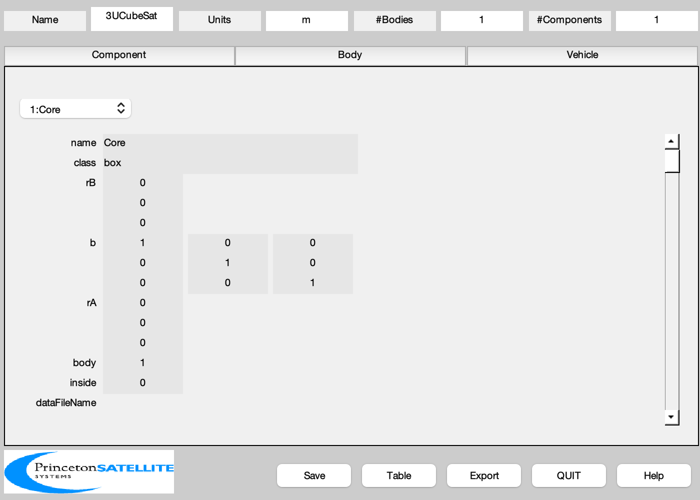 Name 3UCubeSat Units m #Bodies 1 #Components 1
Component Body Vehicle
1:Core
name Core
class box
rB 0
0
0
b 1 0 0
0 1 0
0 0 1
rA 0
0
0
body 1
inside 0
dataFileName
PrincetonSATELLITE
SYSTEMS
Save Table Export QUIT Help